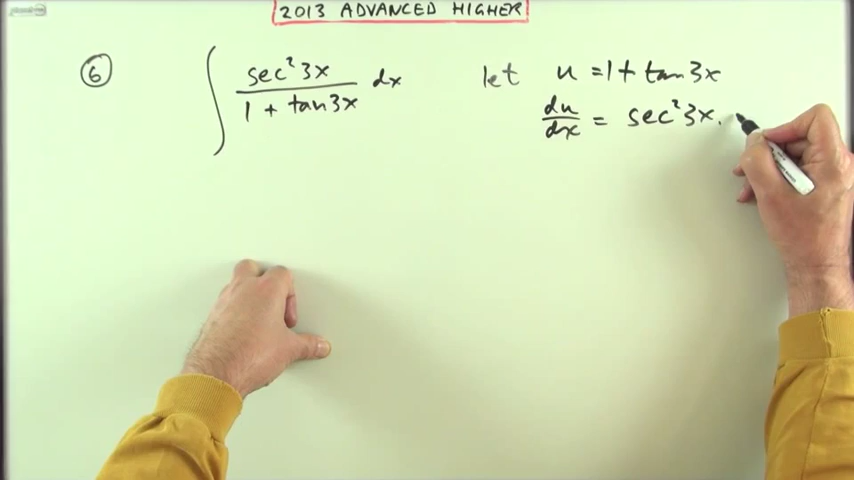 2013 ADVANCED HIGHER
6 ∫ sec²3x / 1 + tan3x dx let u = 1 + tan3x
du/dx = sec²3x.